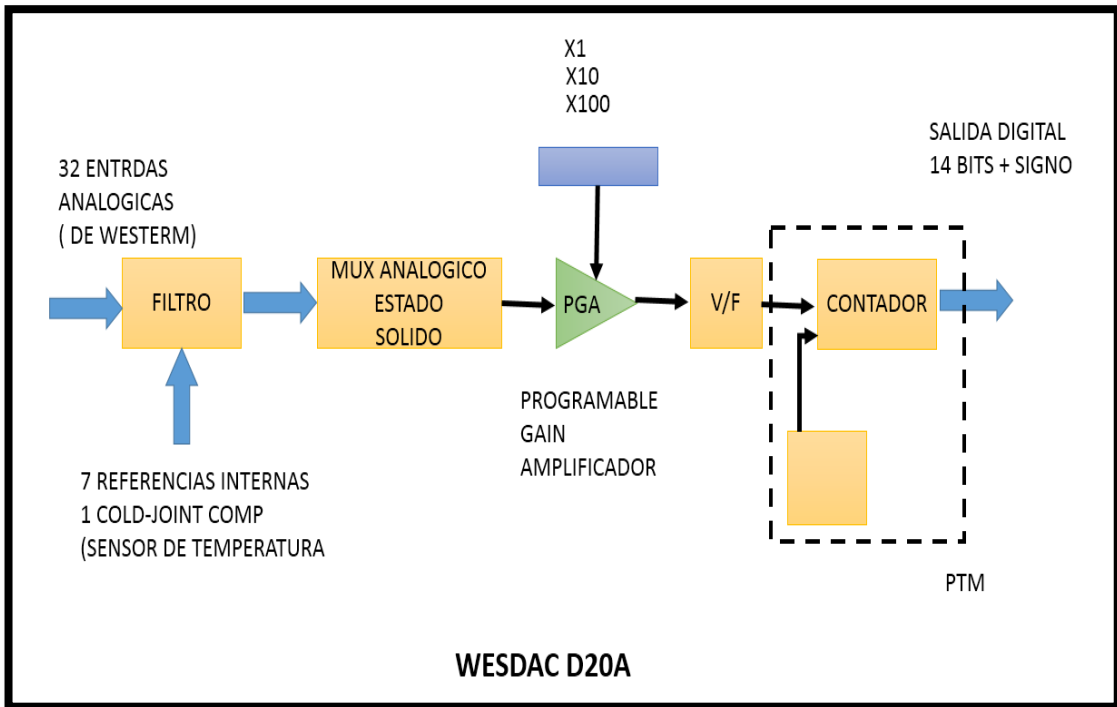 X1
X10
X100
SALIDA DIGITAL
14 BITS + SIGNO
32 ENTRDAS
ANALOGICAS
( DE WESTERM)
FILTRO
MUX ANALOGICO
ESTADO
SOLIDO
PGA
V/F
CONTADOR
PROGRAMABLE
GAIN
AMPLIFICADOR
7 REFERENCIAS INTERNAS
1 COLD-JOINT COMP
(SENSOR DE TEMPERATURA
PTM
WESDAC D20A